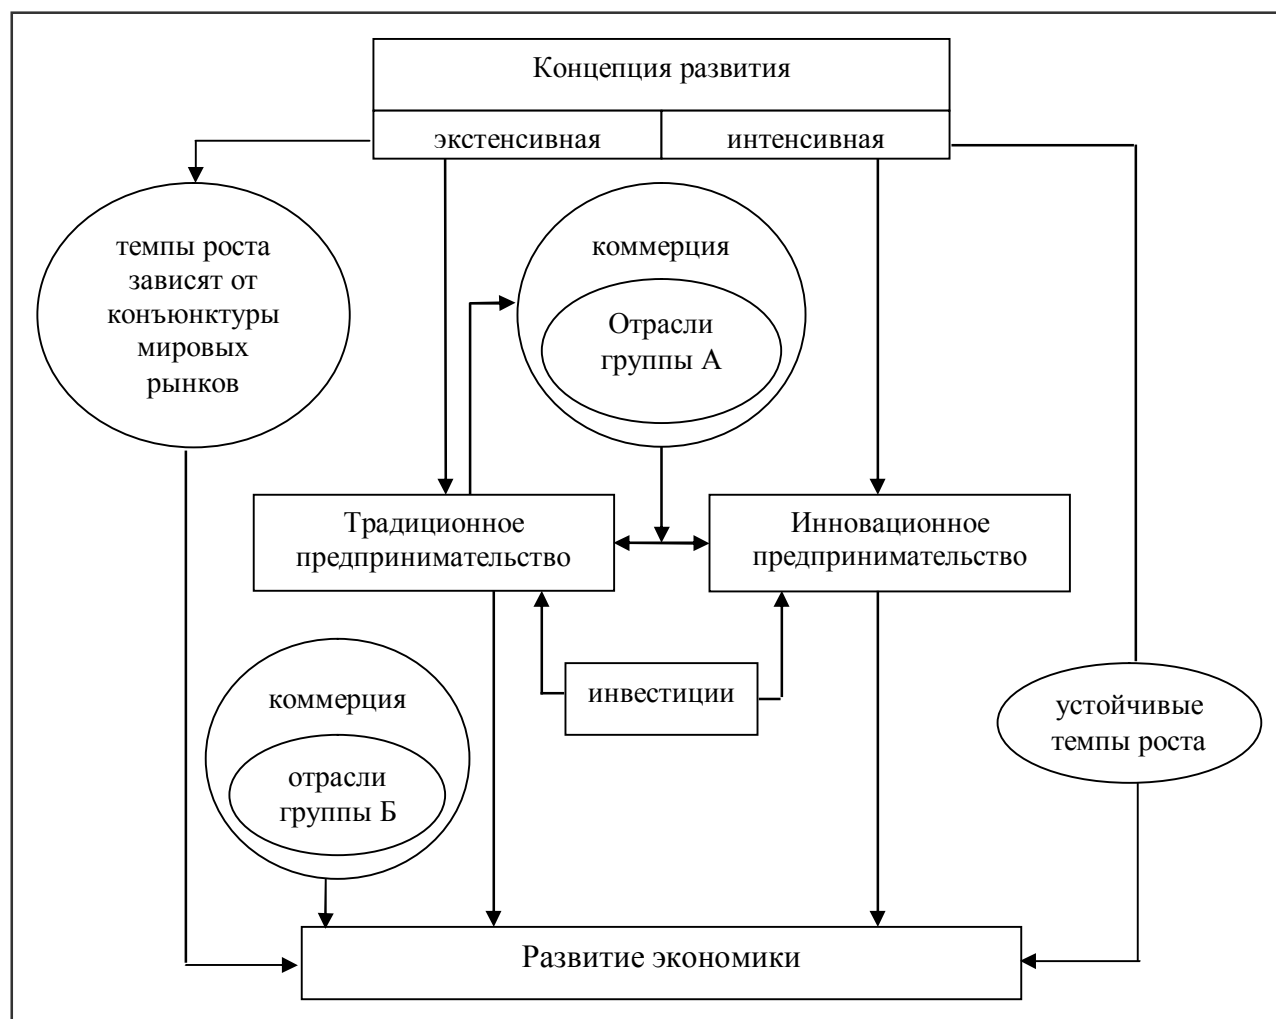 Концепция развития
экстенсивная
интенсивная
темпы роста
зависят от
конъюнктуры
мировых
рынков
коммерция
Отрасли
группы А
Традиционное
предпринимательство
Инновационное
предпринимательство
инвестиции
коммерция
отрасли
группы Б
устойчивые
темпы роста
Развитие экономики